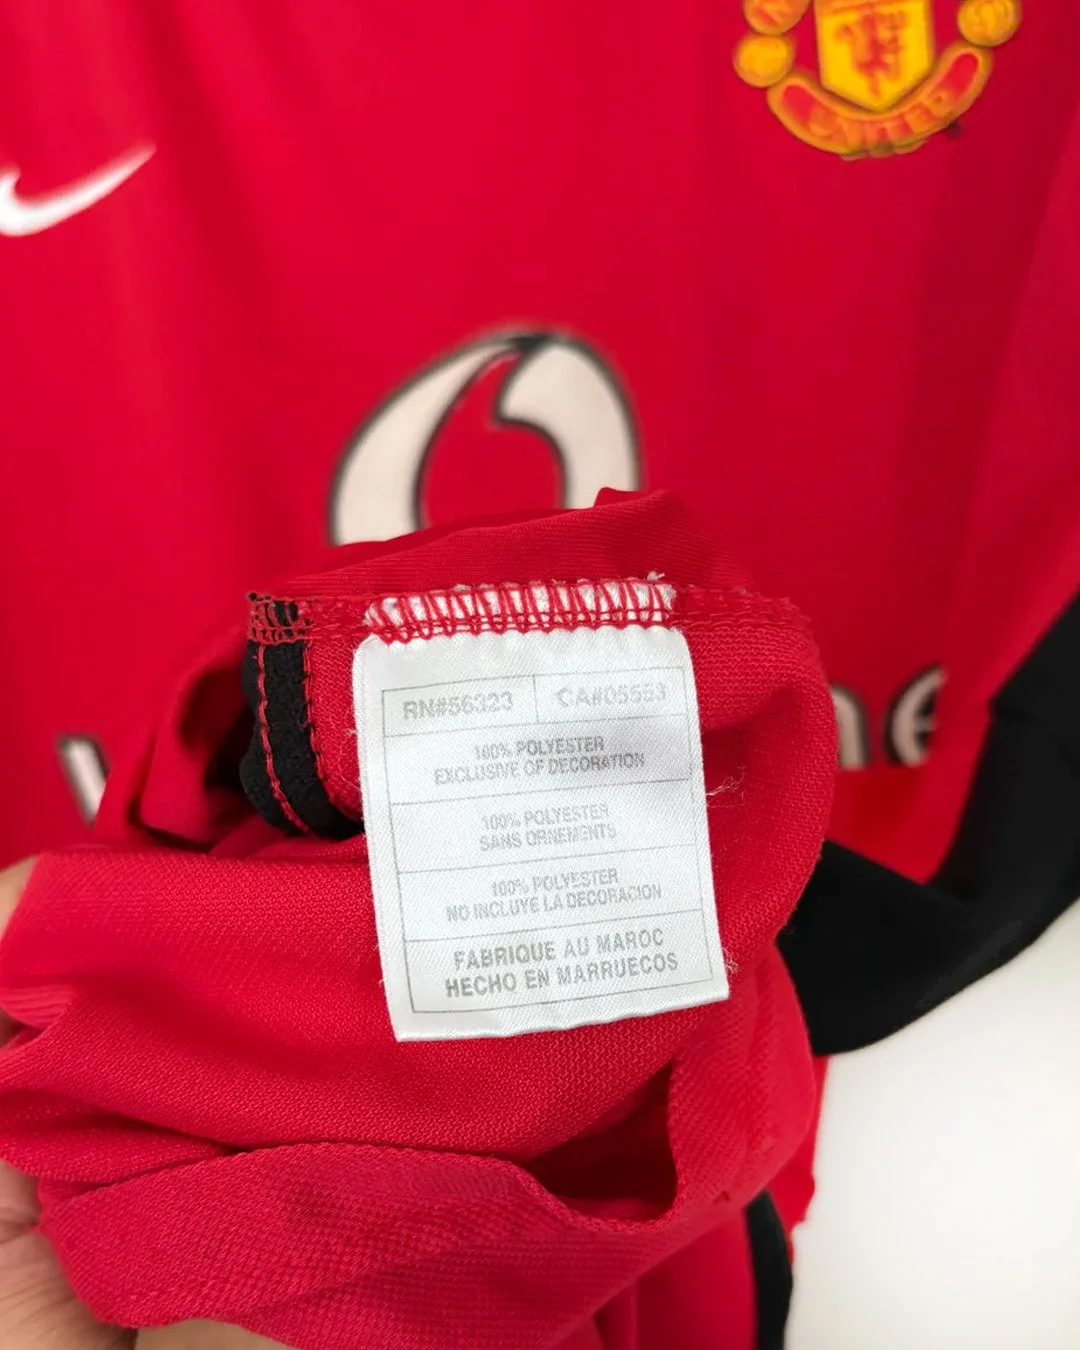 UNITED
RN#56323 CA#05553
100% POLYESTER
EXCLUSIVE OF DECORATION
100% POLYESTER
SANS ORNEMENTS
100% POLYESTER
NO INCLUYE LA DECORACION
FABRIQUE AU MAROC
HECHO EN MARRUECOS